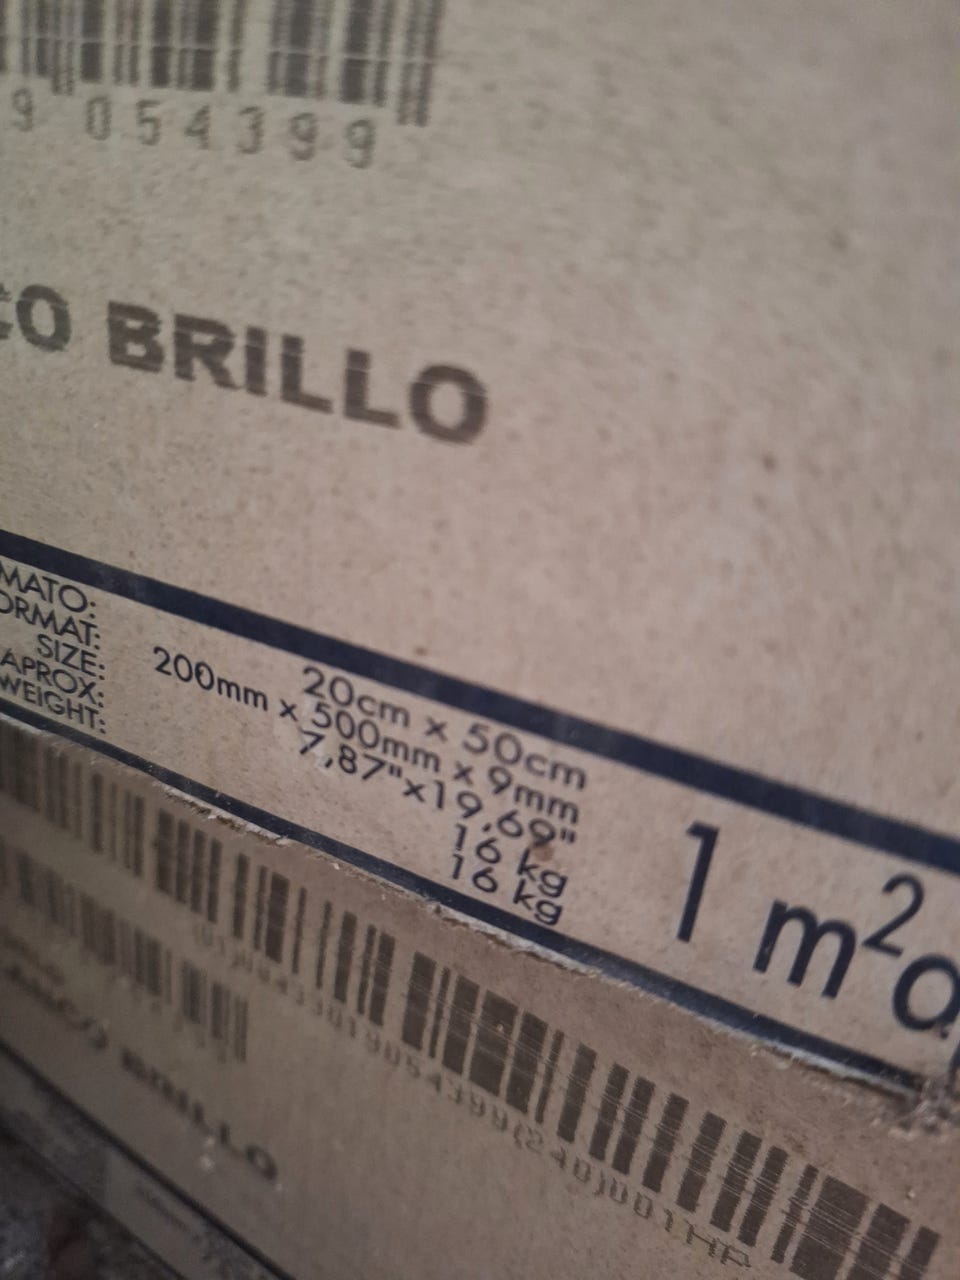 9 054399
CO BRILLO
MATO:
ORMAT:
SIZE:
APROX:
WEIGHT:
20cm x 50cm
200mm x 500mm x 9mm
7,87"x19,69"
16 kg
16 kg
1 m²
BRILLO